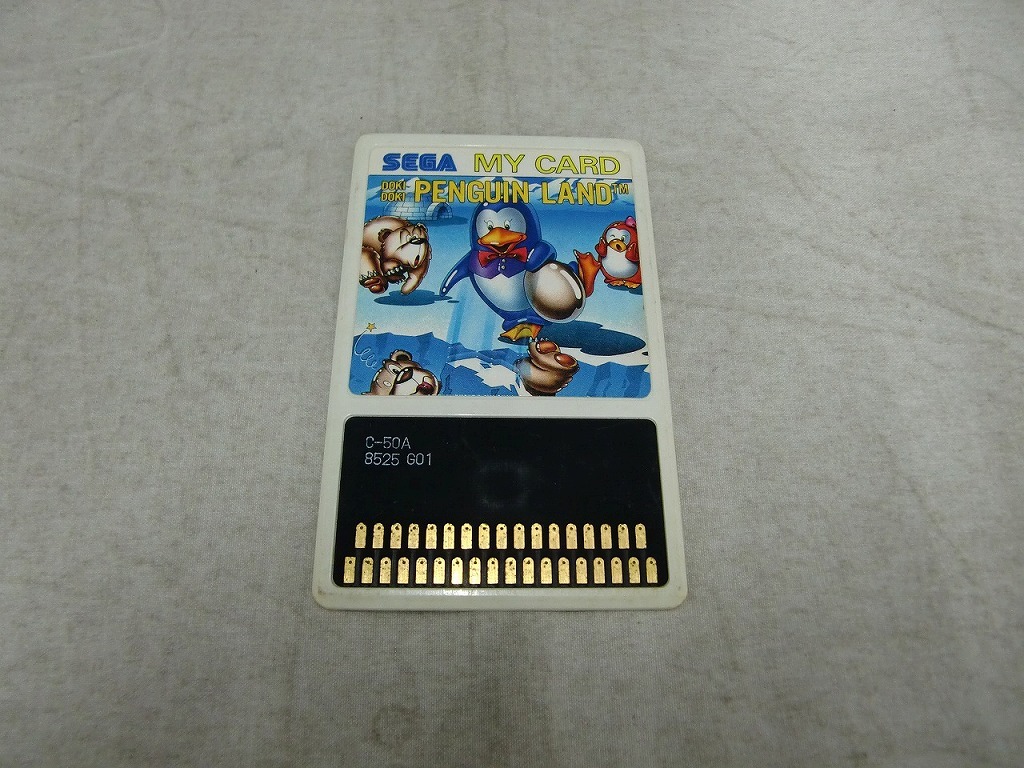 SEGA MY CARD
DOKI DOKI PENGUIN LAND™
C-50A
8525 G01